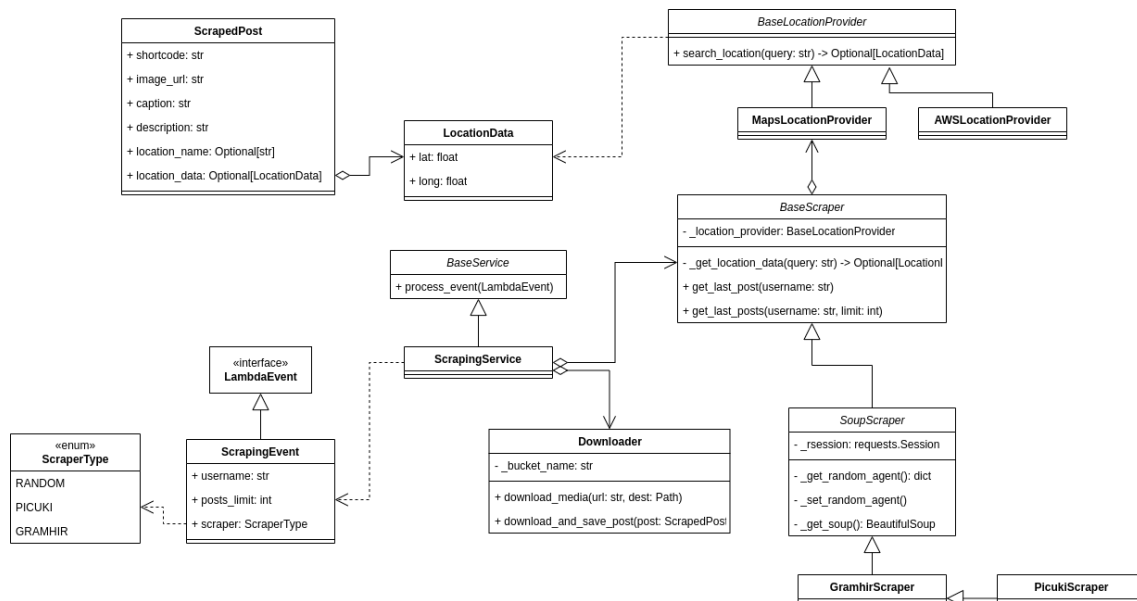 ScrapedPost
+ shortcode: str
+ image_url: str
+ caption: str
+ description: str
+ location_name: Optional[str]
+ location_data: Optional[LocationData]
LocationData
+ lat: float
+ long: float
BaseLocationProvider
+ search_location(query: str) -> Optional[LocationData]
MapsLocationProvider
AWSLocationProvider
BaseScraper
- _location_provider: BaseLocationProvider
- _get_location_data(query: str) -> Optional[Locationl
+ get_last_post(username: str)
+ get_last_posts(username: str, limit: int)
BaseService
+ process_event(LambdaEvent)
ScrapingService
«interface»
LambdaEvent
ScrapingEvent
+ username: str
+ posts_limit: int
+ scraper: ScraperType
«enum»
ScraperType
RANDOM
PICUKI
GRAMHIR
Downloader
- _bucket_name: str
+ download_media(url: str, dest: Path)
+ download_and_save_post(post: ScrapedPost
SoupScraper
- _rsession: requests.Session
- _get_random_agent(): dict
- _set_random_agent()
- _get_soup(): BeautifulSoup
GramhirScraper
PicukiScraper